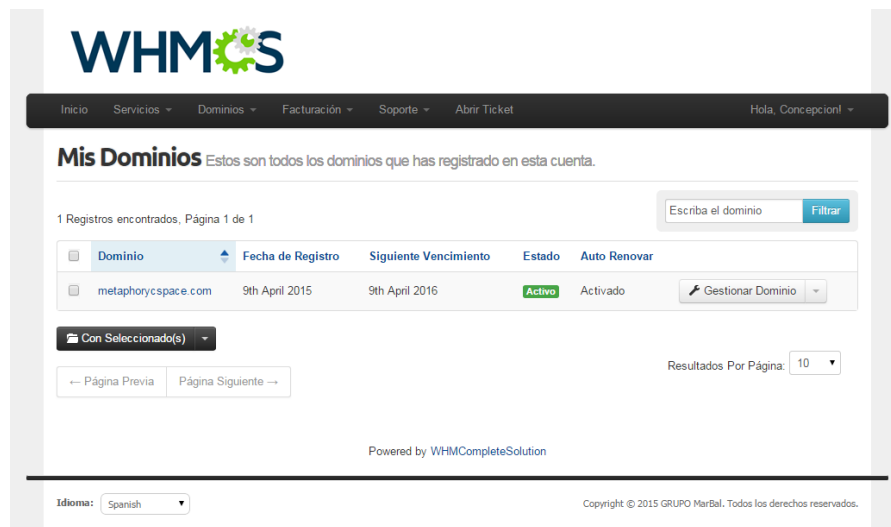 WHMCS
Inicio Servicios Dominios Facturación Soporte Abrir Ticket Hola, Concepcion!
Mis Dominios Estos son todos los dominios que has registrado en esta cuenta.
1 Registros encontrados, Página 1 de 1
Escriba el dominio Filtrar
Dominio Fecha de Registro Siguiente Vencimiento Estado Auto Renovar
metaphorycspace.com 9th April 2015 9th April 2016 Activo Activado Gestionar Dominio
Con Seleccionado(s)
Resultados Por Página: 10
← Página Previa Página Siguiente →
Powered by WHMCompleteSolution
Idioma: Spanish Copyright © 2015 GRUPO MarBal. Todos los derechos reservados.